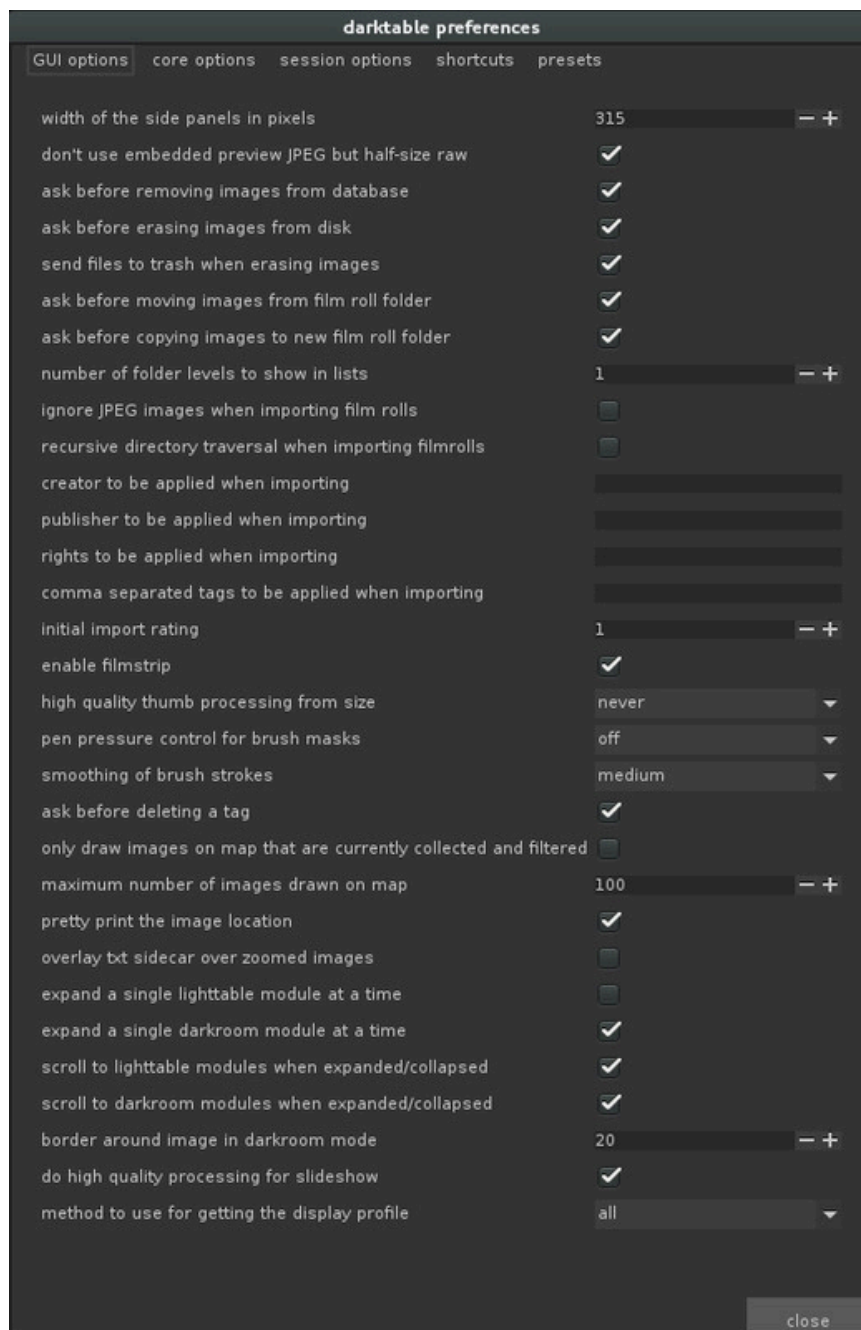 darktable preferences
GUI options core options session options shortcuts presets
width of the side panels in pixels 315
don't use embedded preview JPEG but half-size raw
ask before removing images from database
ask before erasing images from disk
send files to trash when erasing images
ask before moving images from film roll folder
ask before copying images to new film roll folder
number of folder levels to show in lists 1
ignore JPEG images when importing film rolls
recursive directory traversal when importing filmrolls
creator to be applied when importing
publisher to be applied when importing
rights to be applied when importing
comma separated tags to be applied when importing
initial import rating 1
enable filmstrip
high quality thumb processing from size never
pen pressure control for brush masks off
smoothing of brush strokes medium
ask before deleting a tag
only draw images on map that are currently collected and filtered
maximum number of images drawn on map 100
pretty print the image location
overlay txt sidecar over zoomed images
expand a single lighttable module at a time
expand a single darkroom module at a time
scroll to lighttable modules when expanded/collapsed
scroll to darkroom modules when expanded/collapsed
border around image in darkroom mode 20
do high quality processing for slideshow
method to use for getting the display profile all
close